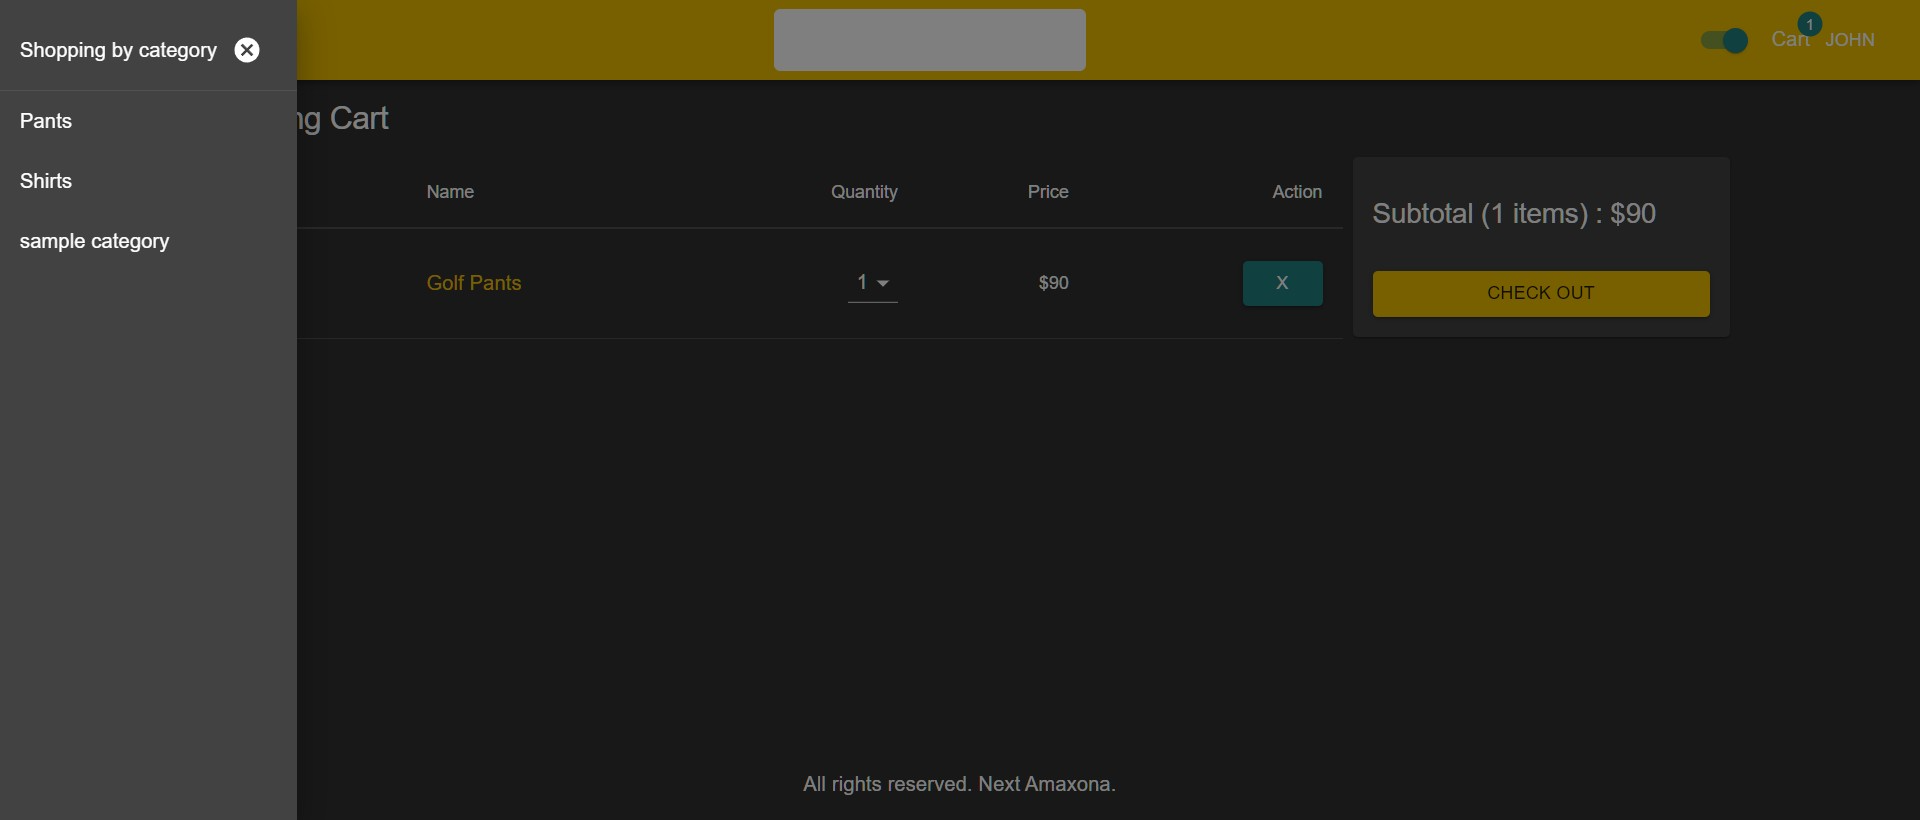 Shopping by category
Pants
Shirts
sample category
1
Cart JOHN
ng Cart
Name Quantity Price Action
Golf Pants 1 $90 X
Subtotal (1 items) : $90
CHECK OUT
All rights reserved. Next Amaxona.